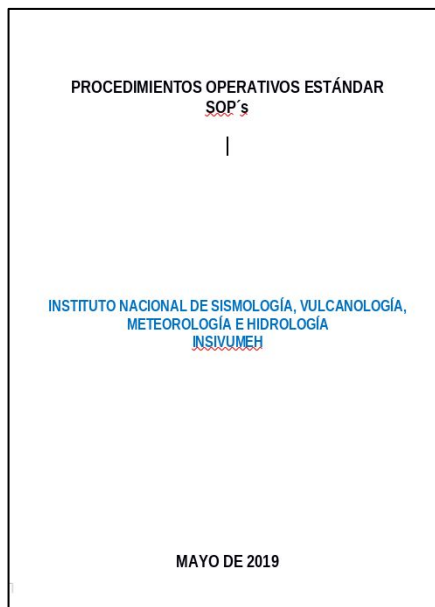 PROCEDIMIENTOS OPERATIVOS ESTÁNDAR
SOP´s
INSTITUTO NACIONAL DE SISMOLOGÍA, VULCANOLOGÍA,
METEOROLOGÍA E HIDROLOGÍA
INSIVUMEH
MAYO DE 2019